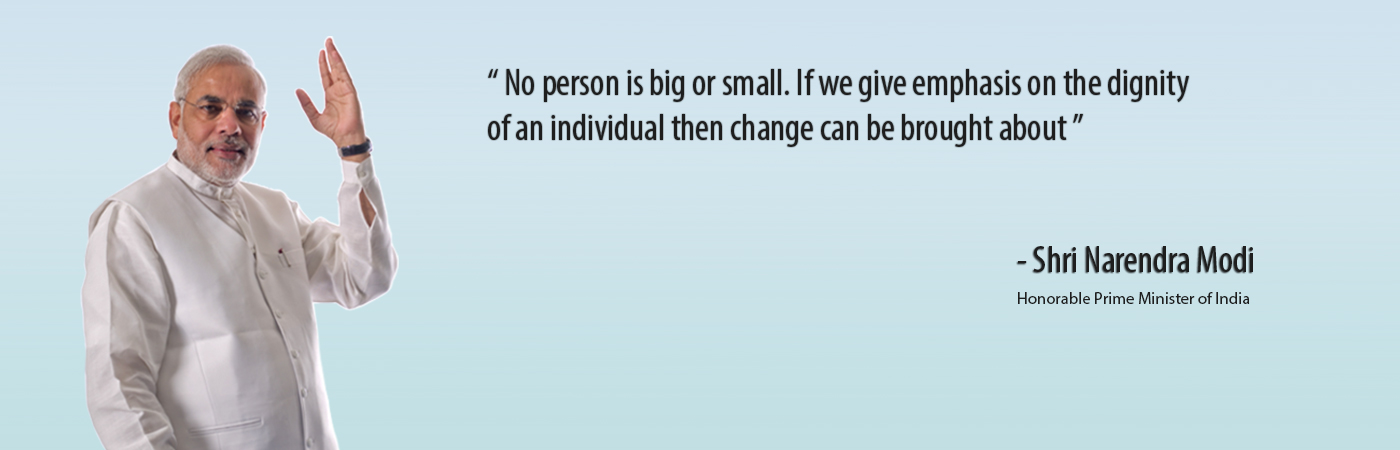 “ No person is big or small. If we give emphasis on the dignity
of an individual then change can be brought about ”
- Shri Narendra Modi
Honorable Prime Minister of India